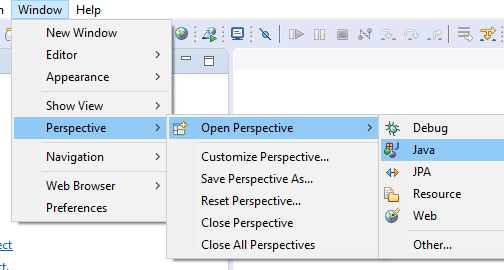 Window Help
New Window
Editor
Appearance
Show View
Perspective
Navigation
Web Browser
Preferences
Open Perspective
Customize Perspective...
Save Perspective As...
Reset Perspective...
Close Perspective
Close All Perspectives
Debug
Java
JPA
Resource
Web
Other...